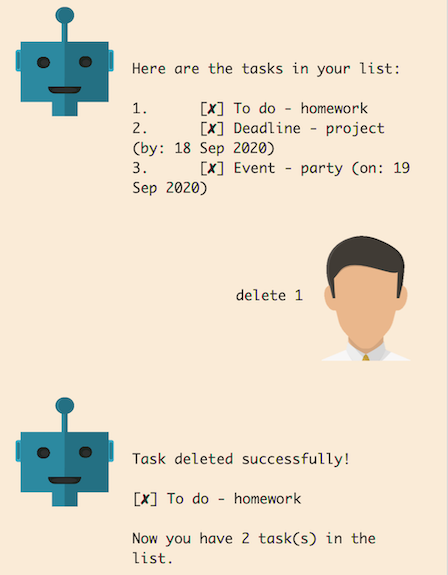 Here are the tasks in your list:
1. [✘] To do - homework
2. [✘] Deadline - project
(by: 18 Sep 2020)
3. [✘] Event - party (on: 19
Sep 2020)
delete 1
Task deleted successfully!
[✘] To do - homework
Now you have 2 task(s) in the
list.